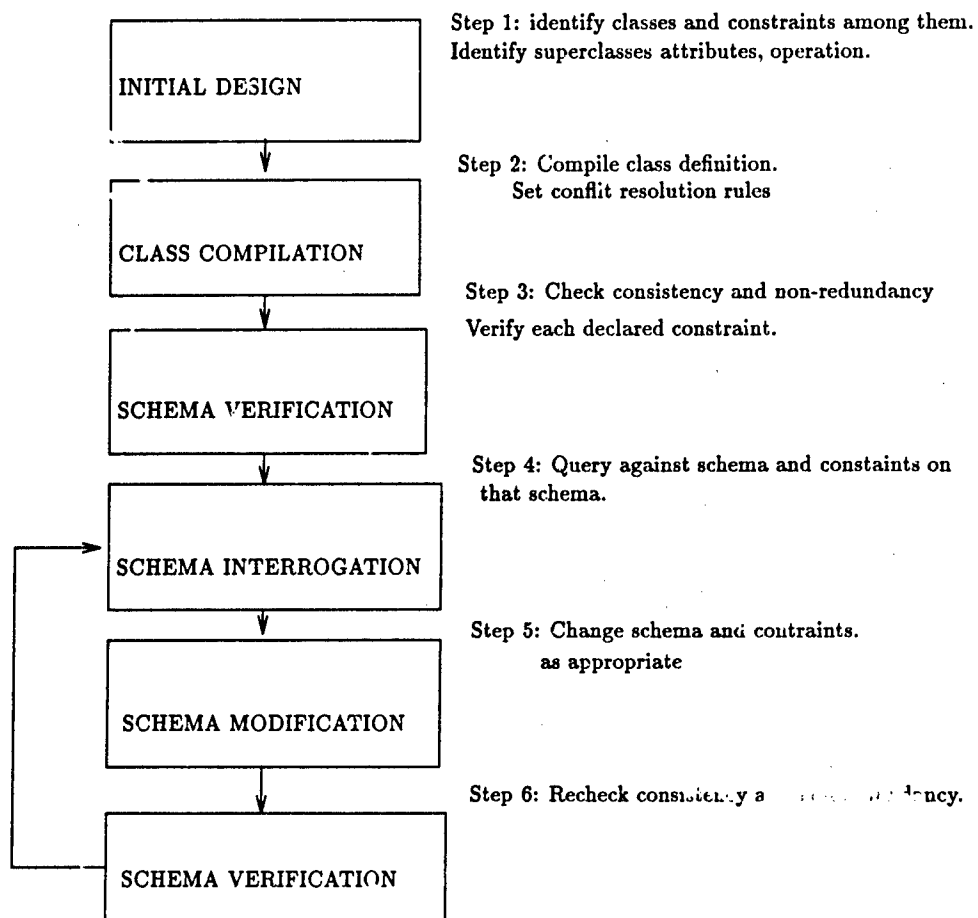 Step 1: identify classes and constraints among them.
Identify superclasses attributes, operation.
INITIAL DESIGN
Step 2: Compile class definition.
Set conflit resolution rules
CLASS COMPILATION
Step 3: Check consistency and non-redundancy
Verify each declared constraint.
SCHEMA VERIFICATION
Step 4: Query against schema and constaints on
that schema.
SCHEMA INTERROGATION
Step 5: Change schema and contraints.
as appropriate
SCHEMA MODIFICATION
Step 6: Recheck consistency
SCHEMA VERIFICATION